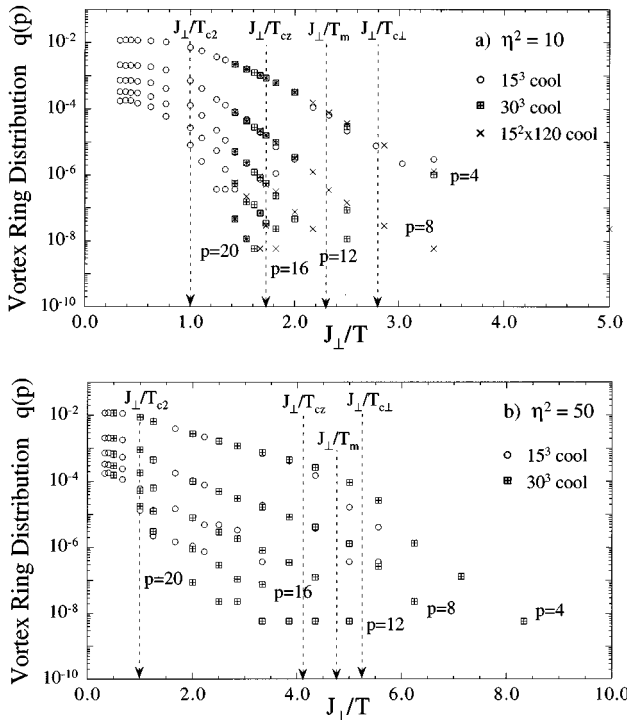 J⊥/Tc2
J⊥/Tcz
J⊥/Tm
J⊥/Tc⊥
a) η² = 10
15³ cool
30³ cool
15²x120 cool
p=4
p=8
p=12
p=16
p=20
10⁻²
10⁻⁴
10⁻⁶
10⁻⁸
10⁻¹⁰
Vortex Ring Distribution q(p)
0.0 1.0 2.0 3.0 4.0 5.0
J⊥/T
J⊥/Tc2
J⊥/Tcz
J⊥/Tc⊥
J⊥/Tm
b) η² = 50
15³ cool
30³ cool
p=20
p=16
p=12
p=8
p=4
10⁻²
10⁻⁴
10⁻⁶
10⁻⁸
10⁻¹⁰
Vortex Ring Distribution q(p)
0.0 2.0 4.0 6.0 8.0 10.0
J⊥/T